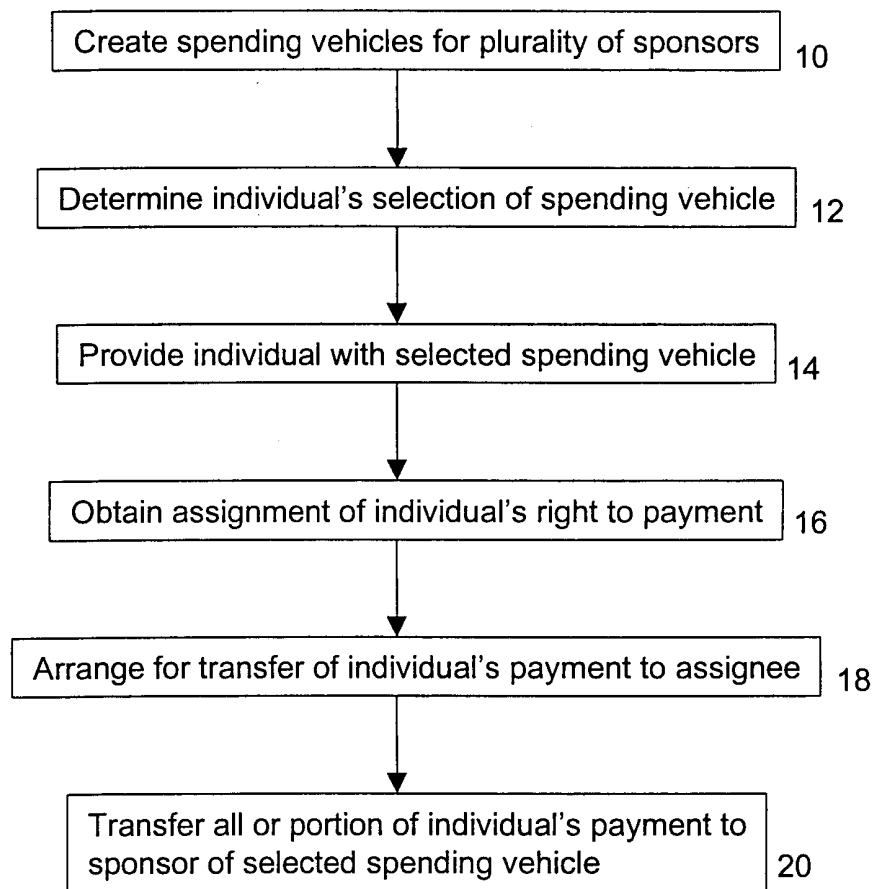 Create spending vehicles for plurality of sponsors 10
Determine individual's selection of spending vehicle 12
Provide individual with selected spending vehicle 14
Obtain assignment of individual's right to payment 16
Arrange for transfer of individual's payment to assignee 18
Transfer all or portion of individual's payment to
sponsor of selected spending vehicle 20